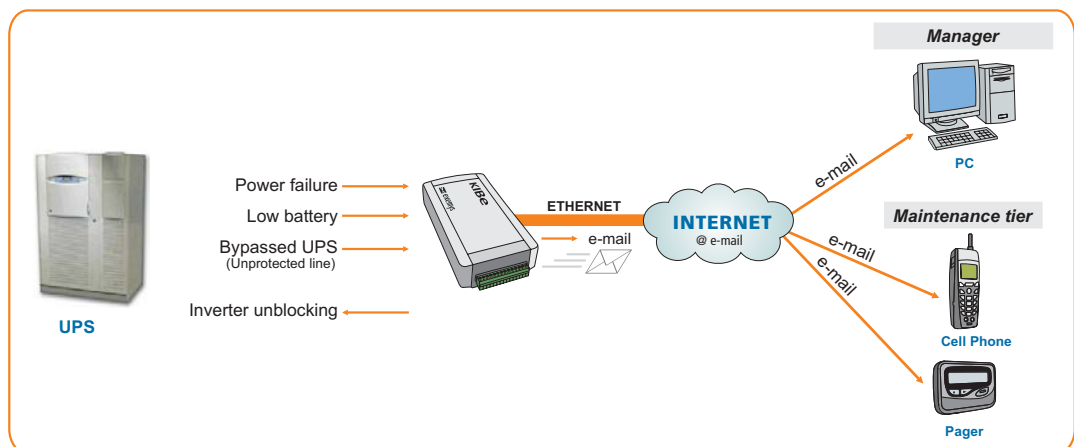 UPS
Power failure
Low battery
Bypassed UPS
(Unprotected line)
Inverter unblocking
KIBe
exemys
ETHERNET
e-mail
INTERNET
@ e-mail
e-mail
e-mail
e-mail
Manager
PC
Maintenance tier
Cell Phone
Pager